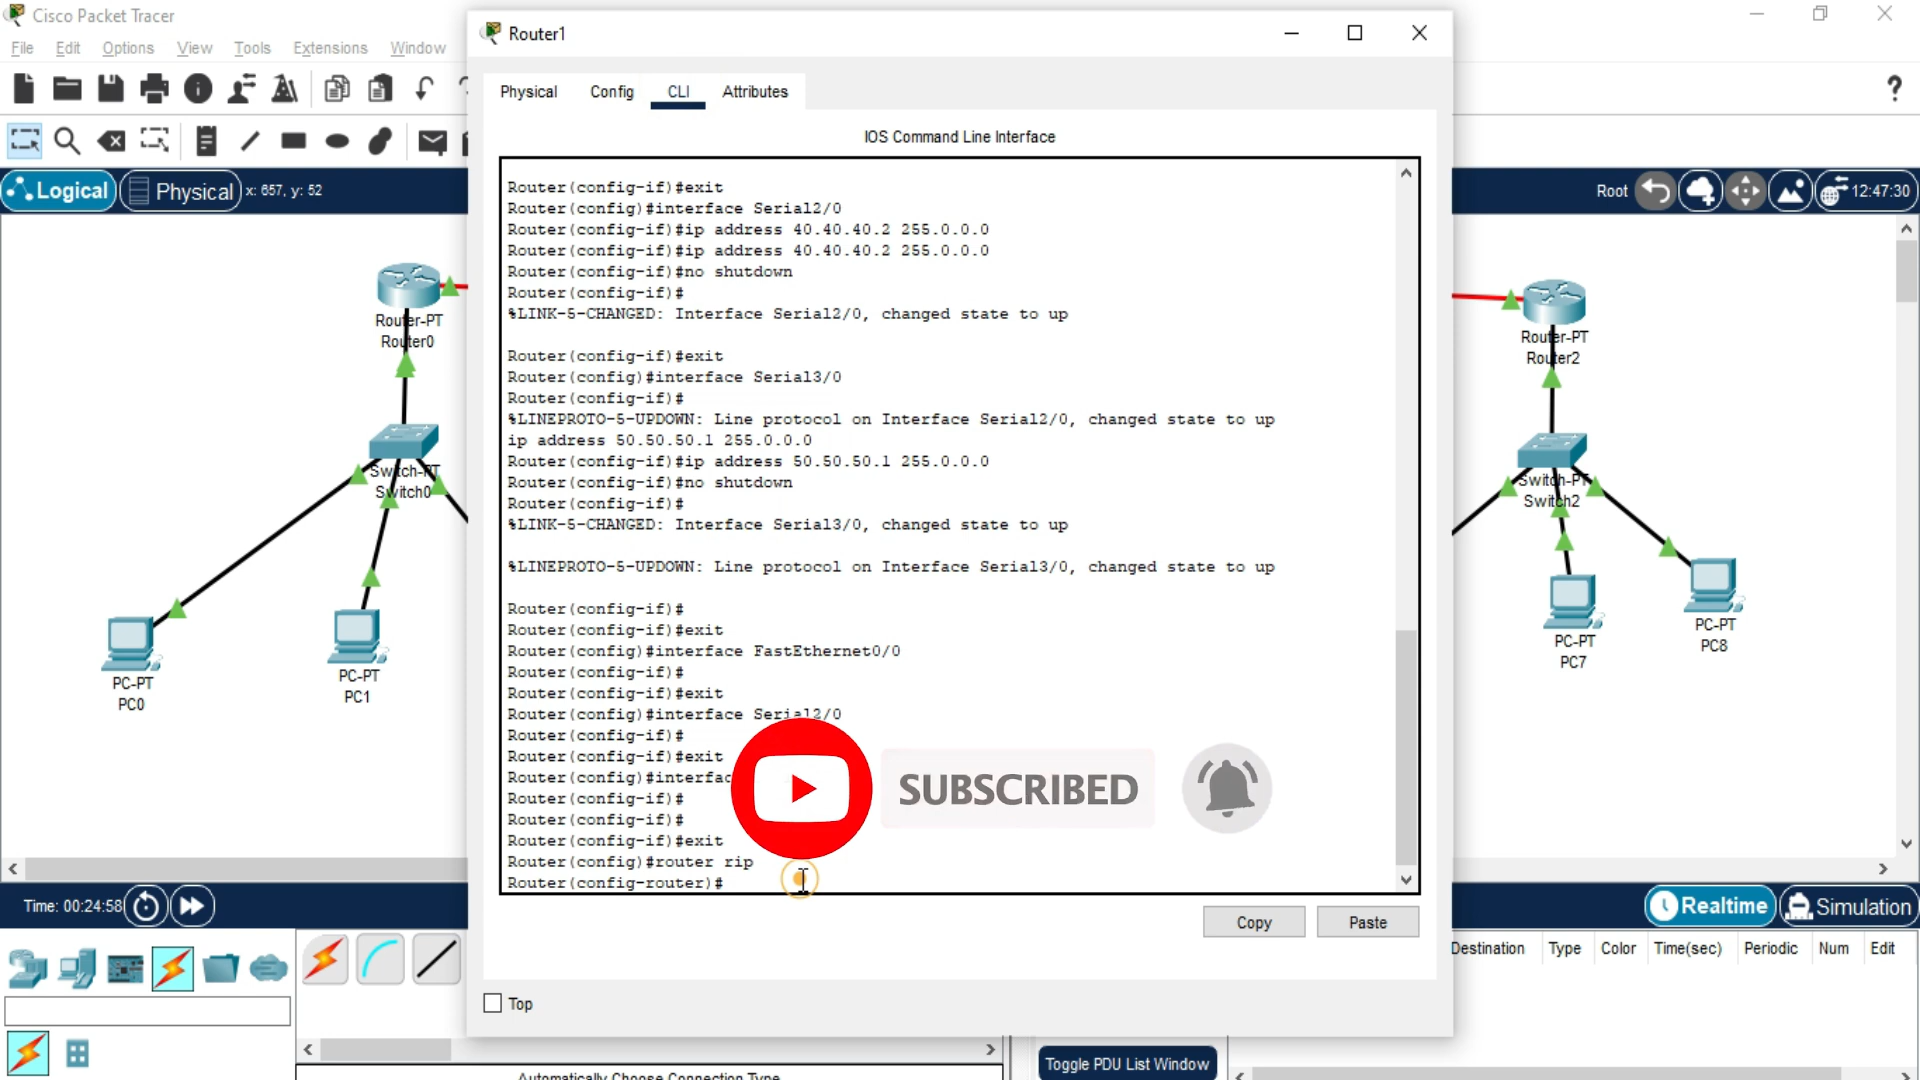 Cisco Packet Tracer
File Edit Options View Tools Extensions Window
Logical Physical x: 657, y: 52
Root 12:47:30
Router1
Physical Config CLI Attributes
IOS Command Line Interface
Router(config-if)#exit
Router(config)#interface Serial2/0
Router(config-if)#ip address 40.40.40.2 255.0.0.0
Router(config-if)#ip address 40.40.40.2 255.0.0.0
Router(config-if)#no shutdown
Router(config-if)#
%LINK-5-CHANGED: Interface Serial2/0, changed state to up
Router(config-if)#exit
Router(config)#interface Serial3/0
Router(config-if)#
%LINEPROTO-5-UPDOWN: Line protocol on Interface Serial2/0, changed state to up
ip address 50.50.50.1 255.0.0.0
Router(config-if)#ip address 50.50.50.1 255.0.0.0
Router(config-if)#no shutdown
Router(config-if)#
%LINK-5-CHANGED: Interface Serial3/0, changed state to up
%LINEPROTO-5-UPDOWN: Line protocol on Interface Serial3/0, changed state to up
Router(config-if)#
Router(config-if)#exit
Router(config)#interface FastEthernet0/0
Router(config-if)#
Router(config-if)#exit
Router(config)#interface Serial2/0
Router(config-if)#
Router(config-if)#exit
Router(config)#interfac
Router(config-if)#
Router(config-if)#
Router(config-if)#exit
Router(config)#router rip
Router(config-router)#
SUBSCRIBED
Copy Paste
Top
Router-PT
Router0
Switch-PT
Switch0
PC-PT
PC0
PC-PT
PC1
Router-PT
Router2
Switch-PT
Switch2
PC-PT
PC7
PC-PT
PC8
Time: 00:24:58
Realtime Simulation
Destination Type Color Time(sec) Periodic Num Edit
Toggle PDU List Window
Automatically Choose Connection Type
?